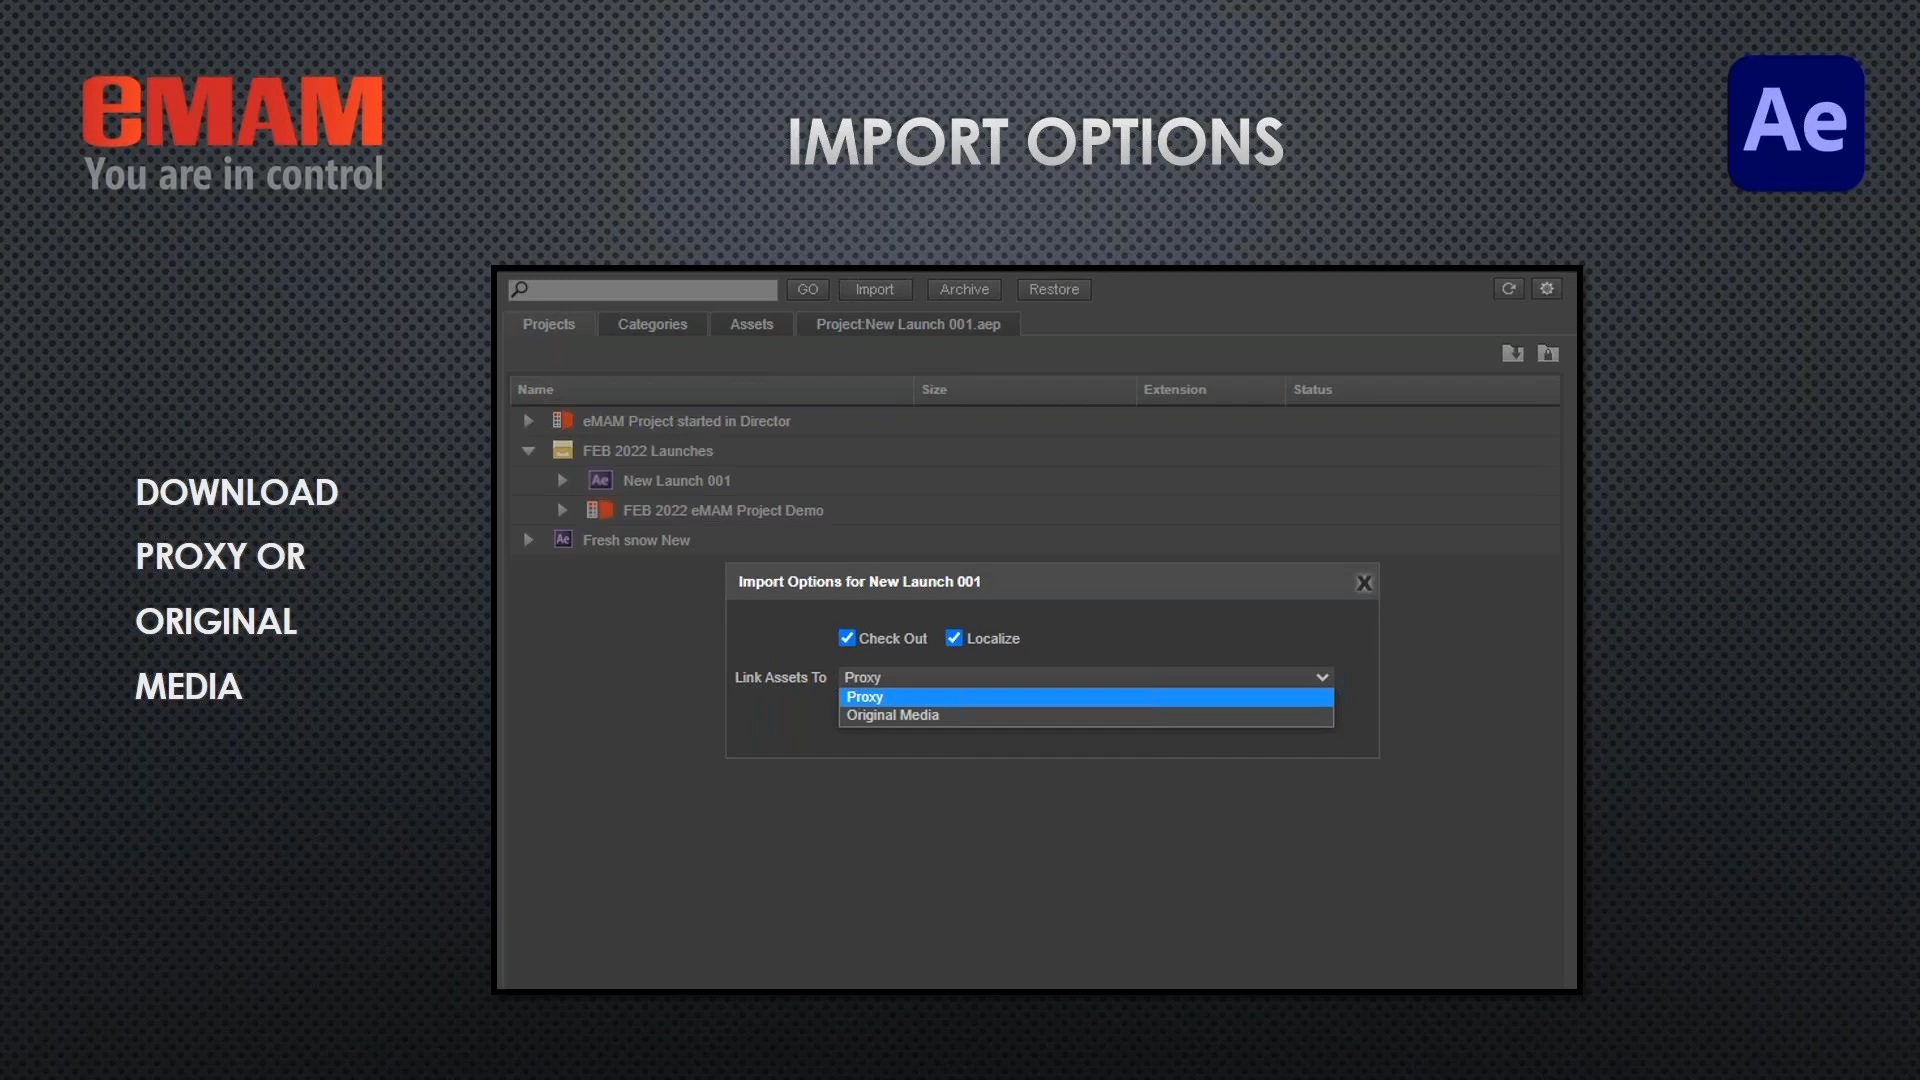 eMAM
You are in control
IMPORT OPTIONS
Ae
DOWNLOAD
PROXY OR
ORIGINAL
MEDIA
GO Import Archive Restore
Projects Categories Assets Project:New Launch 001.aep
Name Size Extension Status
eMAM Project started in Director
FEB 2022 Launches
Ae New Launch 001
FEB 2022 eMAM Project Demo
Ae Fresh snow New
Import Options for New Launch 001 X
Check Out Localize
Link Assets To Proxy
Proxy
Original Media